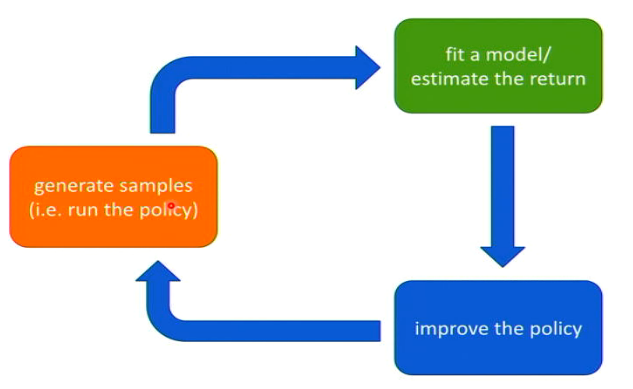 fit a model/
estimate the return
generate samples
(i.e. run the policy)
improve the policy